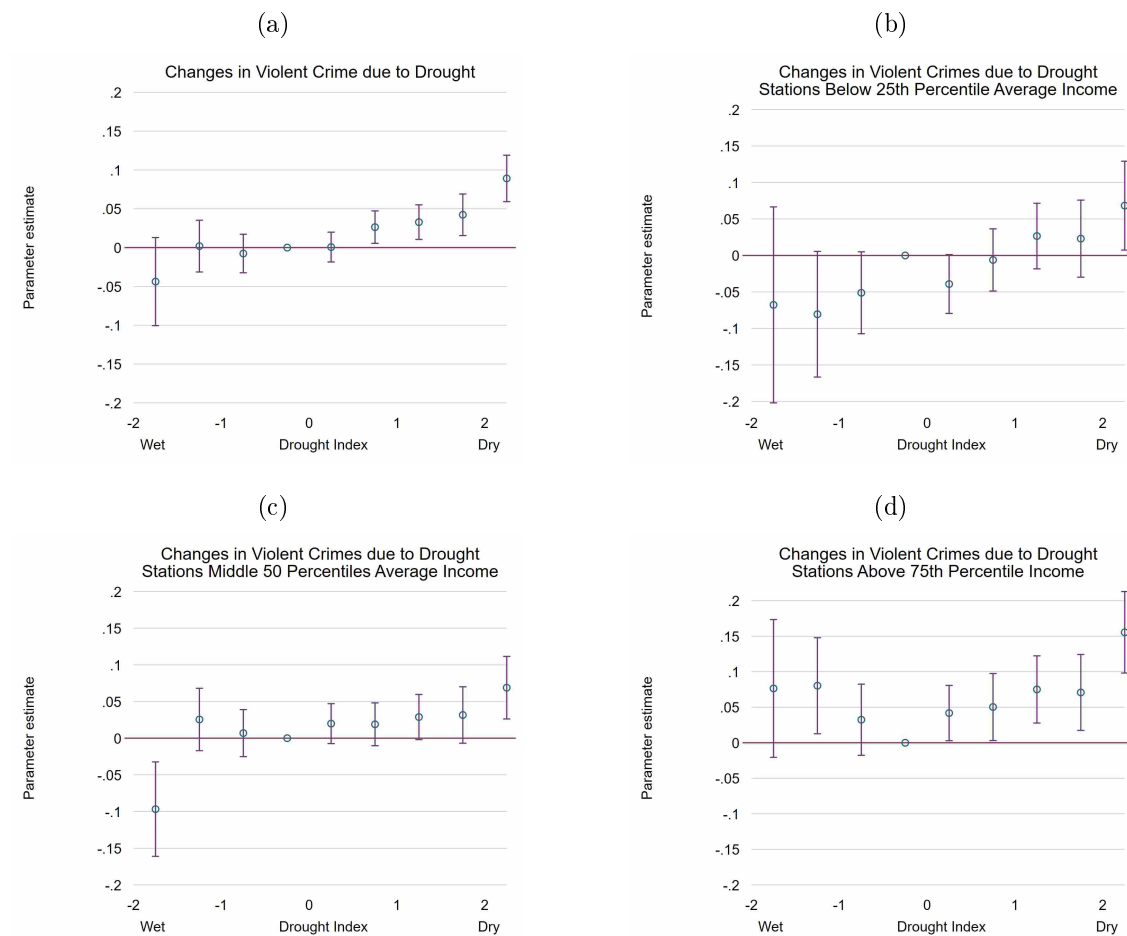 (a)
Changes in Violent Crime due to Drought
.2
.15
.1
.05
0
-.05
-.1
-.15
-.2
Parameter estimate
-2 -1 0 1 2
Wet Drought Index Dry
(b)
Changes in Violent Crimes due to Drought
Stations Below 25th Percentile Average Income
.2
.15
.1
.05
0
-.05
-.1
-.15
-.2
Parameter estimate
-2 -1 0 1 2
Wet Drought Index Dry
(c)
Changes in Violent Crimes due to Drought
Stations Middle 50 Percentiles Average Income
.2
.15
.1
.05
0
-.05
-.1
-.15
-.2
Parameter estimate
-2 -1 0 1 2
Wet Drought Index Dry
(d)
Changes in Violent Crimes due to Drought
Stations Above 75th Percentile Income
.2
.15
.1
.05
0
-.05
-.1
-.15
-.2
Parameter estimate
-2 -1 0 1 2
Wet Drought Index Dry